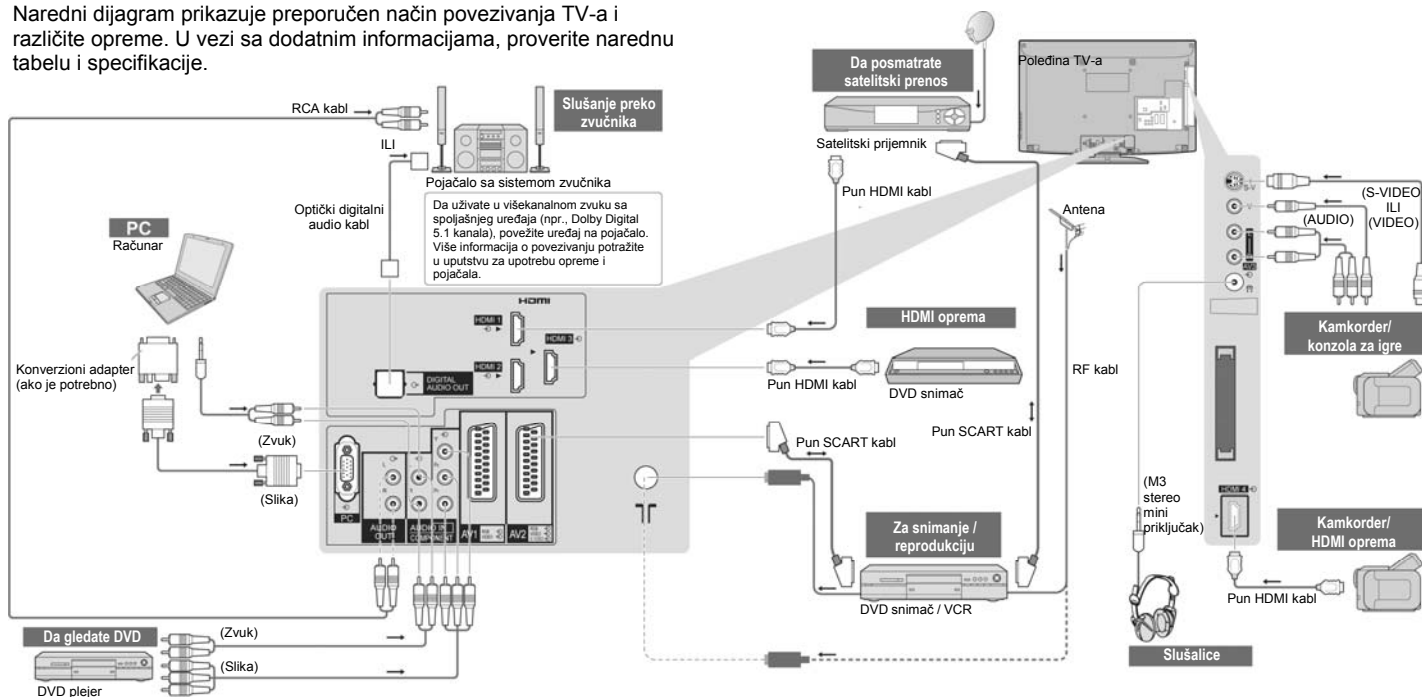 Naredni dijagram prikazuje preporučen način povezivanja TV-a i
različite opreme. U vezi sa dodatnim informacijama, proverite narednu
tabelu i specifikacije.
RCA kabl
ILI
Slušanje preko
zvučnika
Pojačalo sa sistemom zvučnika
Optički digitalni
audio kabl
Da uživate u višekanalnom zvuku sa
spoljašnjeg uređaja (npr., Dolby Digital
5.1 kanala), povežite uređaj na pojačalo.
Više informacija o povezivanju potražite
u uputstvu za upotrebu opreme i
pojačala.
PC
Računar
Konverzioni adapter
(ako je potrebno)
(Zvuk)
(Slika)
HDMI
HDMI 1
HDMI 2
HDMI 3
DIGITAL
AUDIO OUT
PC
L
R
AUDIO
OUT
AUDIO IN
COMPONENT
AV1
AV2
Da gledate DVD
DVD plejer
(Zvuk)
(Slika)
Da posmatrate
satelitski prenos
Satelitski prijemnik
Pun HDMI kabl
Poleđina TV-a
Antena
HDMI oprema
Pun HDMI kabl
DVD snimač
RF kabl
Pun SCART kabl
Pun SCART kabl
Za snimanje /
reprodukciju
DVD snimač / VCR
S-V
V
AV3
(AUDIO)
(S-VIDEO
ILI
(VIDEO)
Kamkorder/
konzola za igre
(M3
stereo
mini
priključak)
HDMI 4
Kamkorder/
HDMI oprema
Pun HDMI kabl
Slušalice